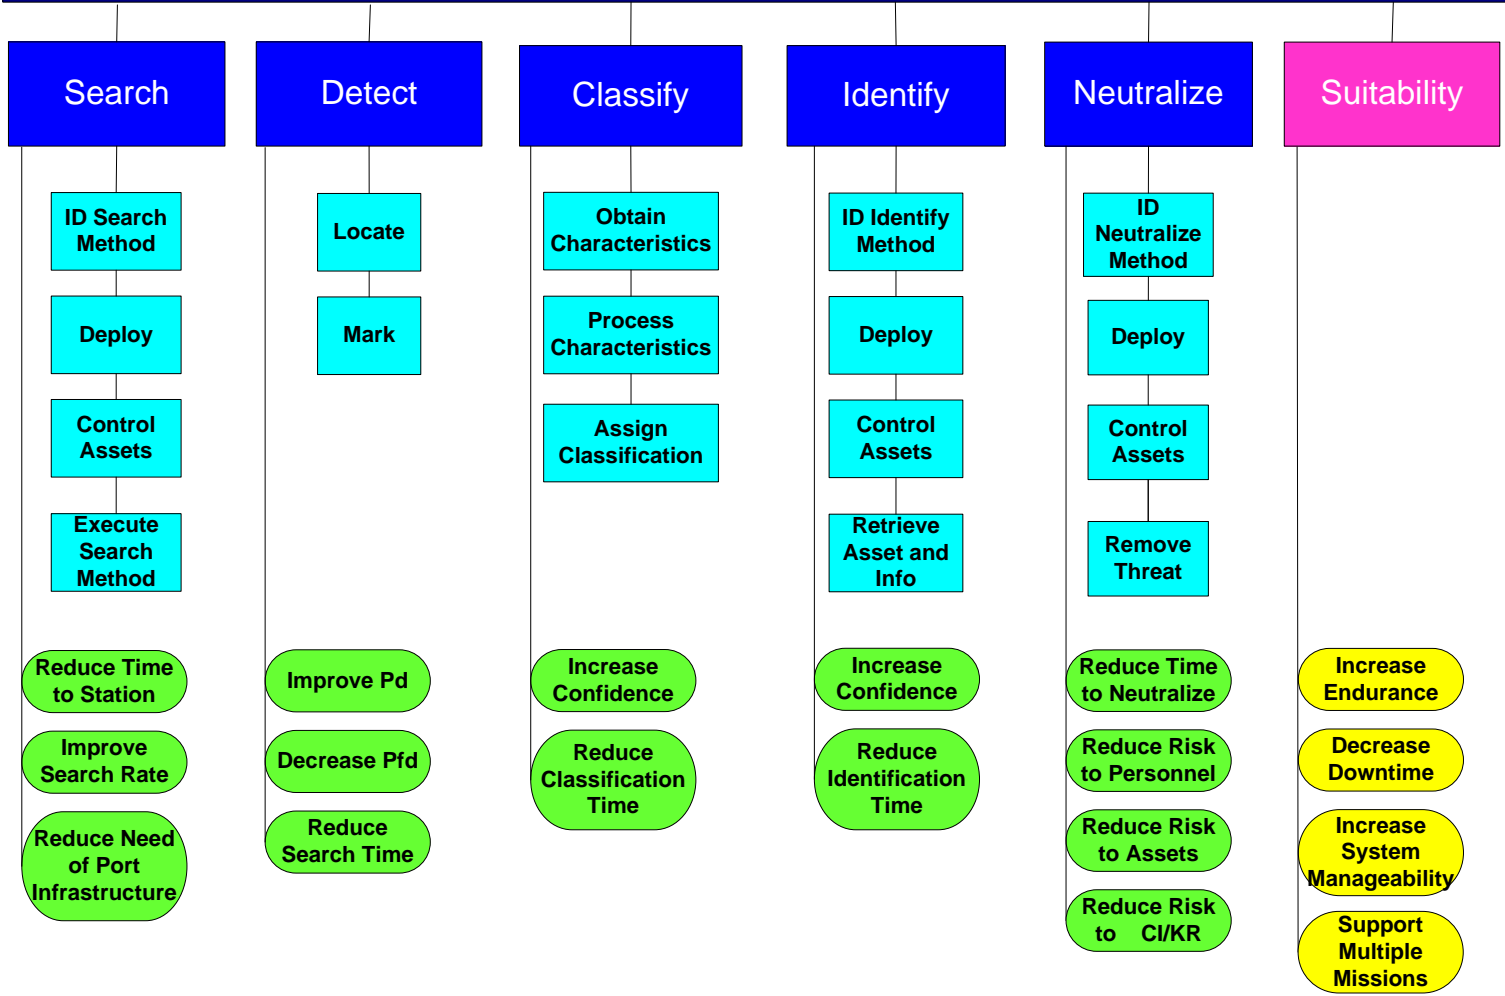 Search
Detect
Classify
Identify
Neutralize
Suitability
ID Search
Method
Deploy
Control
Assets
Execute
Search
Method
Reduce Time
to Station
Improve
Search Rate
Reduce Need
of Port
Infrastructure
Locate
Mark
Improve Pd
Decrease Pfd
Reduce
Search Time
Obtain
Characteristics
Process
Characteristics
Assign
Classification
Increase
Confidence
Reduce
Classification
Time
ID Identify
Method
Deploy
Control
Assets
Retrieve
Asset and
Info
Increase
Confidence
Reduce
Identification
Time
ID
Neutralize
Method
Deploy
Control
Assets
Remove
Threat
Reduce Time
to Neutralize
Reduce Risk
to Personnel
Reduce Risk
to Assets
Reduce Risk
to CI/KR
Increase
Endurance
Decrease
Downtime
Increase
System
Manageability
Support
Multiple
Missions